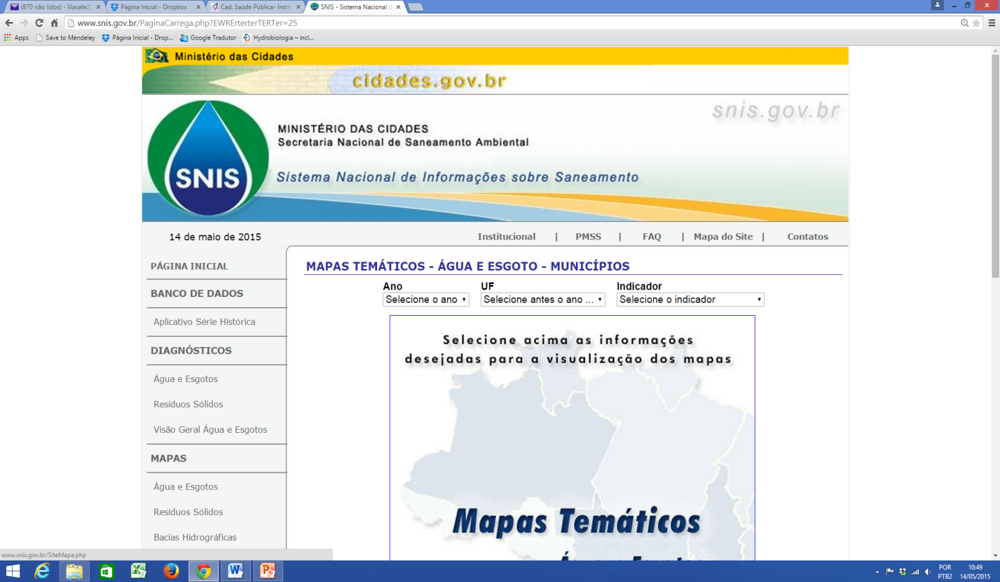 (870 não lidos) - lilavate2
Página Inicial - Dropbox
Cad. Saúde Pública- Instru
SNIS - Sistema Nacional d
www.snis.gov.br/PaginaCarrega.php?EWRErterterTERTer=25
Apps
Save to Mendeley
Página Inicial - Drop...
Google Tradutor
Hydrobiologia – incl...
Ministério das Cidades
cidades.gov.br
snis.gov.br
MINISTÉRIO DAS CIDADES
Secretaria Nacional de Saneamento Ambiental
SNIS
Sistema Nacional de Informações sobre Saneamento
14 de maio de 2015
Institucional | PMSS | FAQ | Mapa do Site | Contatos
PÁGINA INICIAL
BANCO DE DADOS
Aplicativo Série Histórica
DIAGNÓSTICOS
Água e Esgotos
Resíduos Sólidos
Visão Geral Água e Esgotos
MAPAS
Água e Esgotos
Resíduos Sólidos
Bacias Hidrográficas
MAPAS TEMÁTICOS - ÁGUA E ESGOTO - MUNICÍPIOS
Ano UF Indicador
Selecione o ano Selecione antes o ano ... Selecione o indicador
Selecione acima as informações
desejadas para a visualização dos mapas
Mapas Temáticos
www.snis.gov.br/SiteMapa.php
POR 10:49
PTB2 14/05/2015